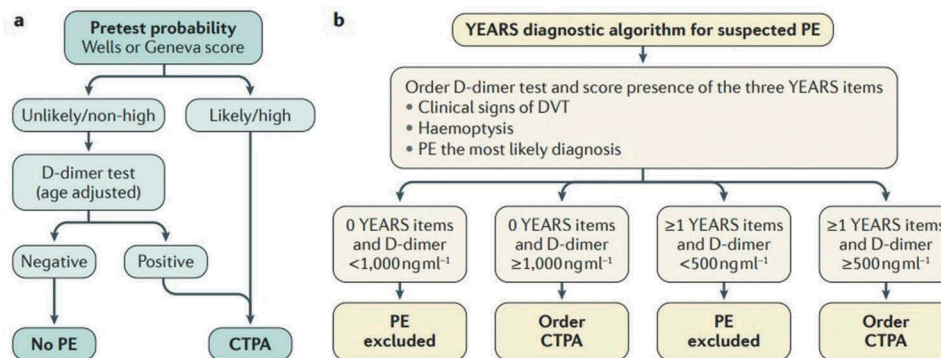 a
Pretest probability
Wells or Geneva score
Unlikely/non-high
Likely/high
D-dimer test
(age adjusted)
Negative
Positive
No PE
CTPA
b
YEARS diagnostic algorithm for suspected PE
Order D-dimer test and score presence of the three YEARS items
• Clinical signs of DVT
• Haemoptysis
• PE the most likely diagnosis
0 YEARS items
and D-dimer
<1,000 ng ml⁻¹
0 YEARS items
and D-dimer
≥1,000 ng ml⁻¹
≥1 YEARS items
and D-dimer
<500 ng ml⁻¹
≥1 YEARS items
and D-dimer
≥500 ng ml⁻¹
PE
excluded
Order
CTPA
PE
excluded
Order
CTPA